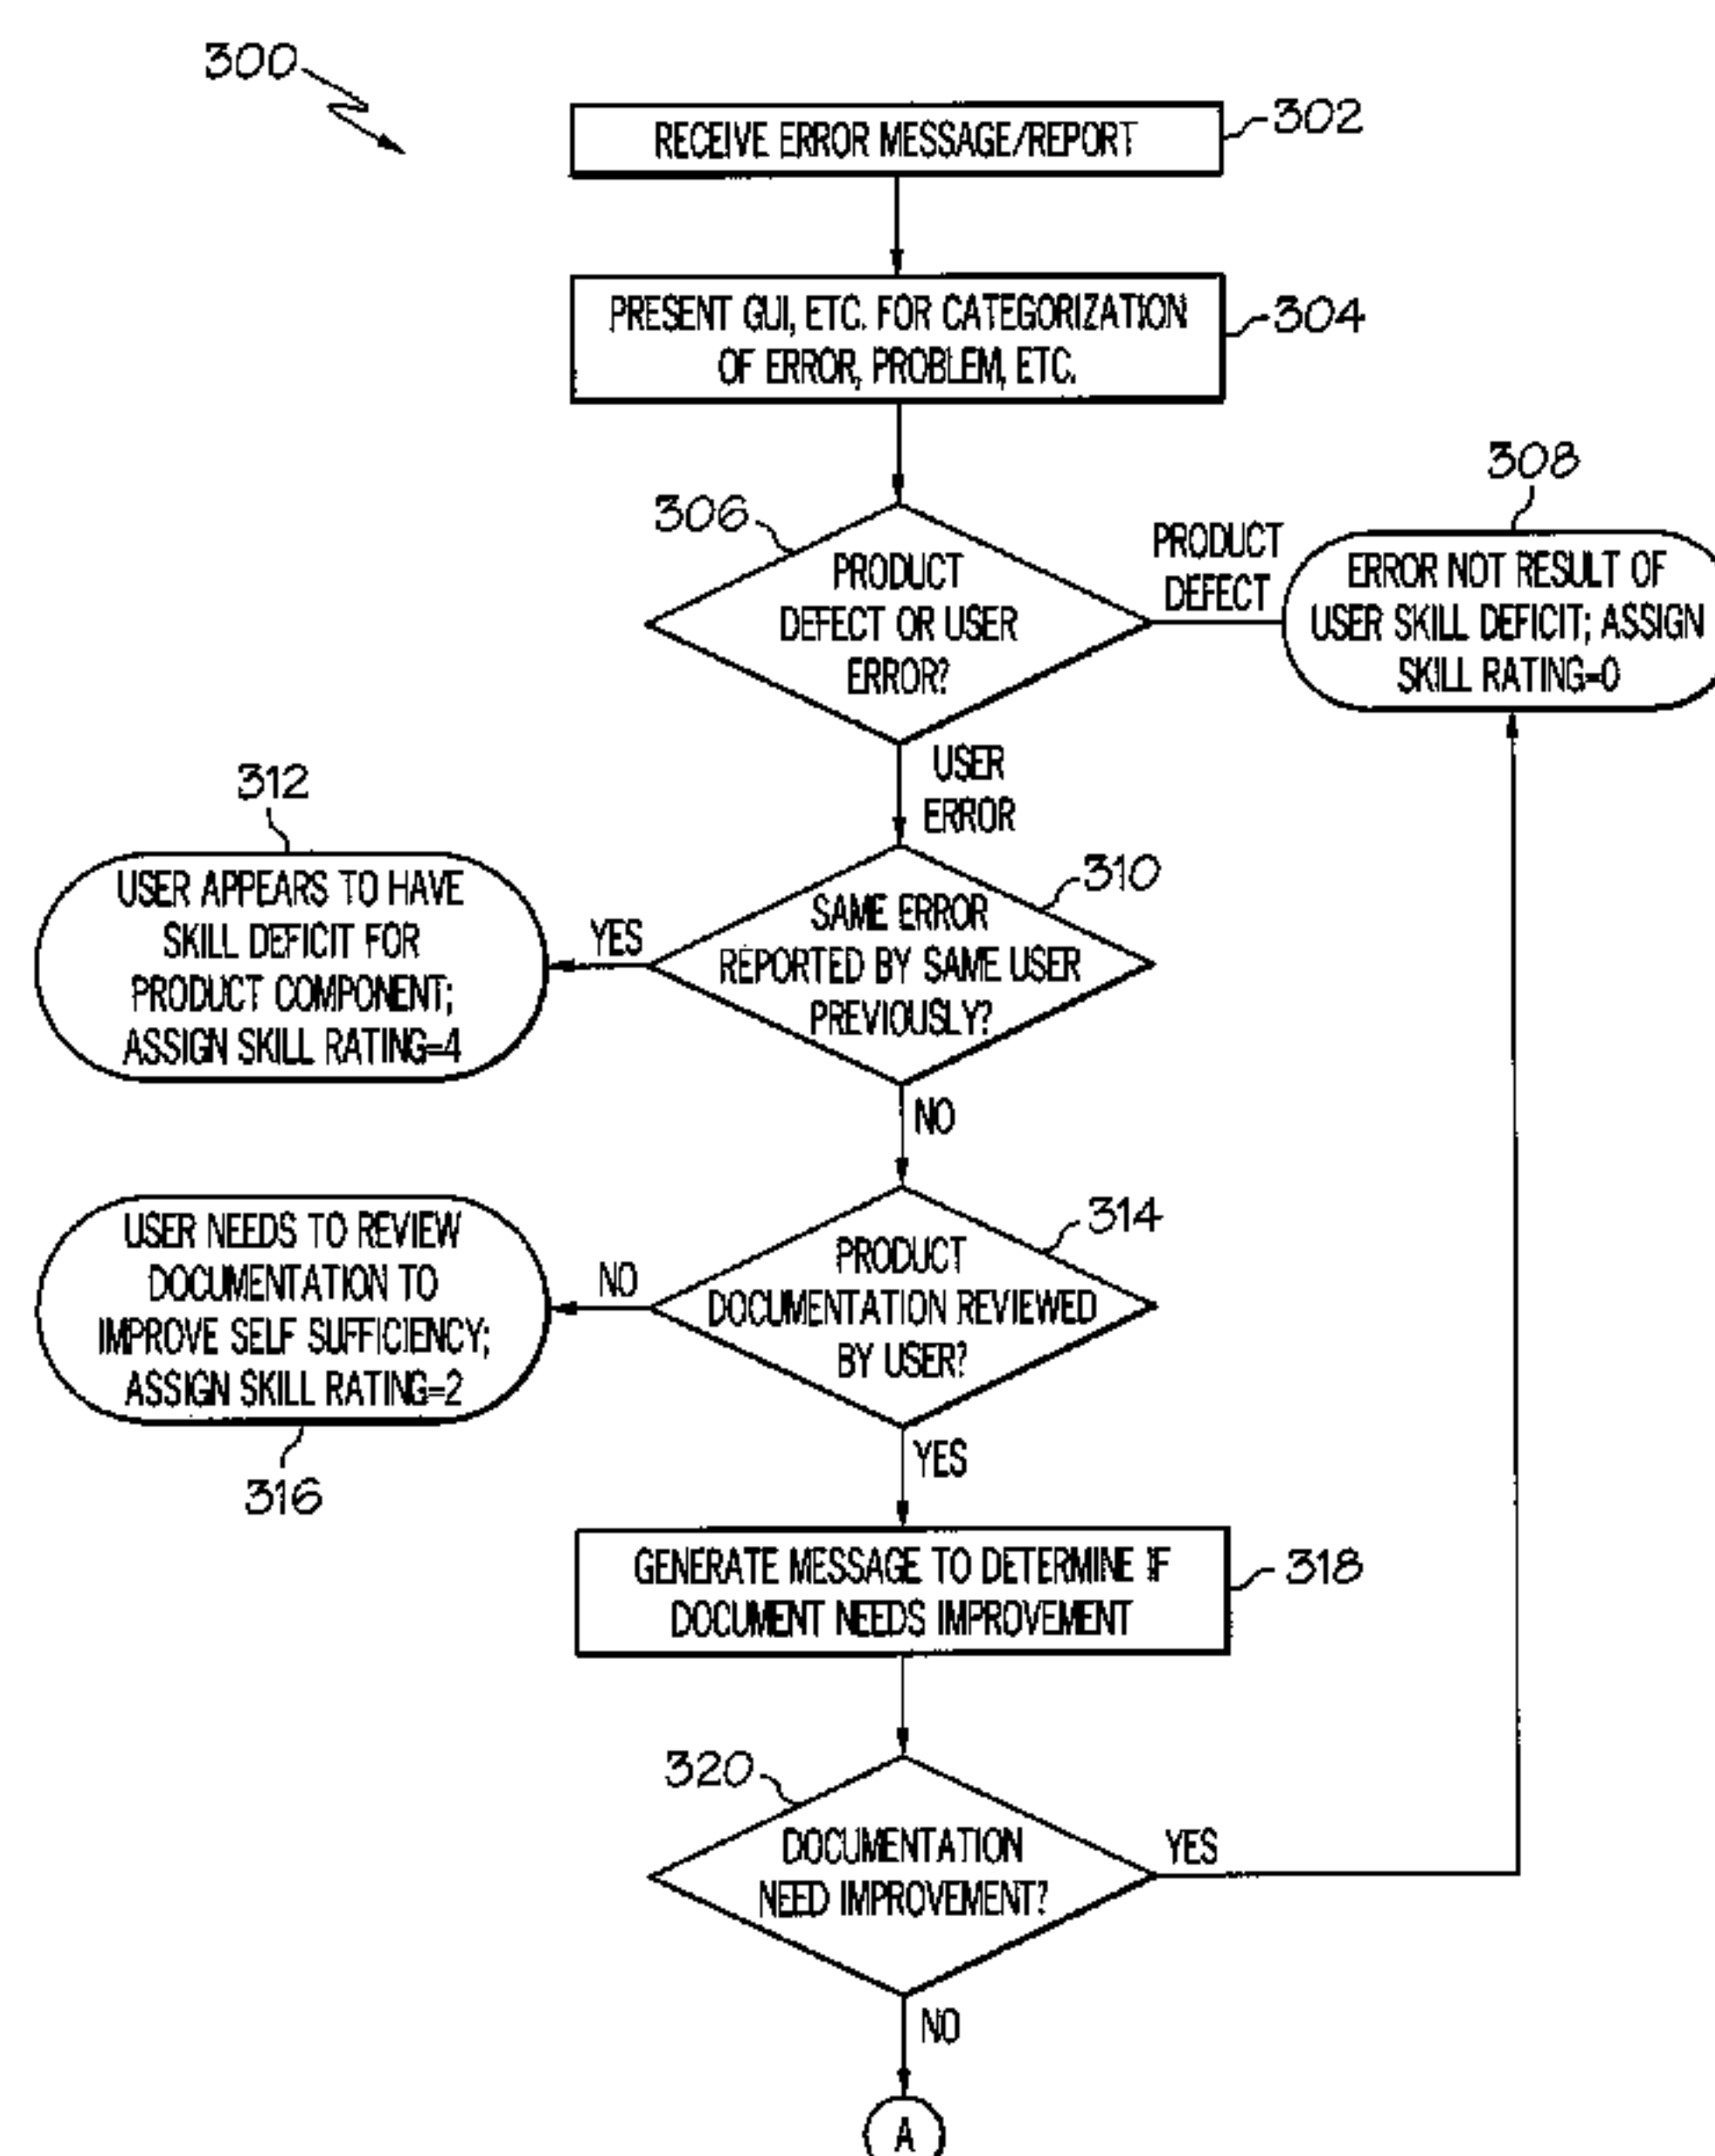 300
RECEIVE ERROR MESSAGE/REPORT
302
PRESENT GUI, ETC. FOR CATEGORIZATION
OF ERROR, PROBLEM, ETC.
304
306
PRODUCT
DEFECT OR USER
ERROR?
PRODUCT
DEFECT
308
ERROR NOT RESULT OF
USER SKILL DEFICIT; ASSIGN
SKILL RATING=0
USER
ERROR
310
SAME ERROR
REPORTED BY SAME USER
PREVIOUSLY?
YES
312
USER APPEARS TO HAVE
SKILL DEFICIT FOR
PRODUCT COMPONENT;
ASSIGN SKILL RATING=4
NO
314
PRODUCT
DOCUMENTATION REVIEWED
BY USER?
NO
USER NEEDS TO REVIEW
DOCUMENTATION TO
IMPROVE SELF SUFFICIENCY;
ASSIGN SKILL RATING=2
316
YES
GENERATE MESSAGE TO DETERMINE IF
DOCUMENT NEEDS IMPROVEMENT
318
320
DOCUMENTATION
NEED IMPROVEMENT?
YES
NO
A